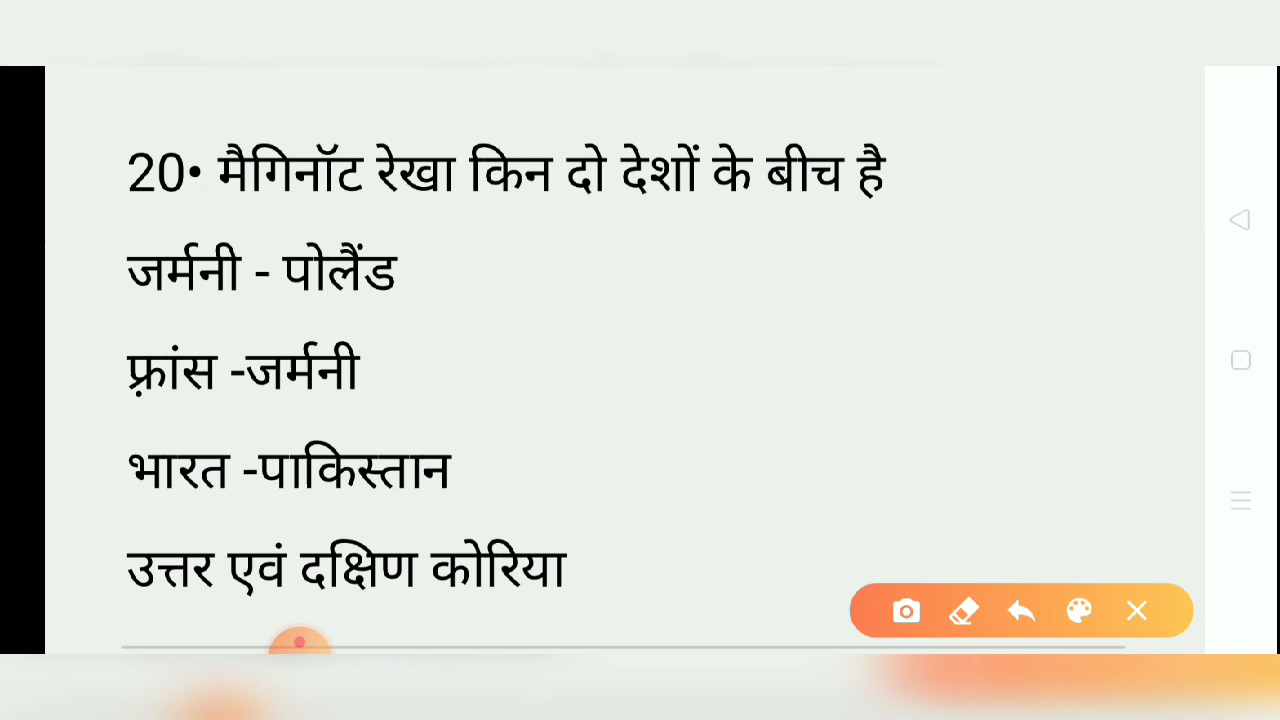 20• मैगिनॉट रेखा किन दो देशों के बीच है
जर्मनी - पोलैंड
फ़्रांस -जर्मनी
भारत -पाकिस्तान
उत्तर एवं दक्षिण कोरिया